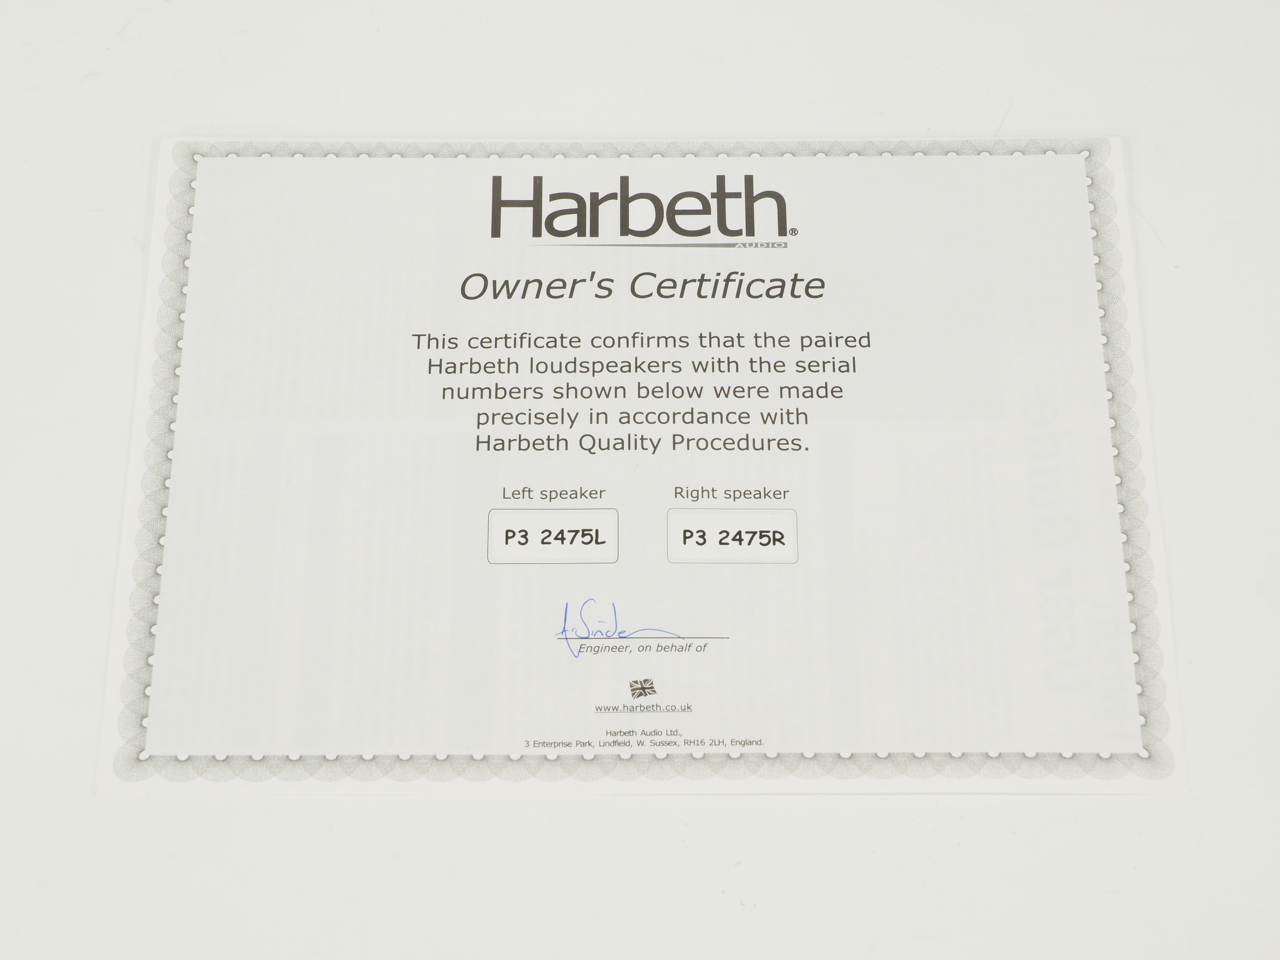 Harbeth®
AUDIO
Owner's Certificate
This certificate confirms that the paired
Harbeth loudspeakers with the serial
numbers shown below were made
precisely in accordance with
Harbeth Quality Procedures.
Left speaker Right speaker
P3 2475L P3 2475R
Engineer, on behalf of
www.harbeth.co.uk
Harbeth Audio Ltd.,
3 Enterprise Park, Lindfield, W. Sussex, RH16 2LH, England.